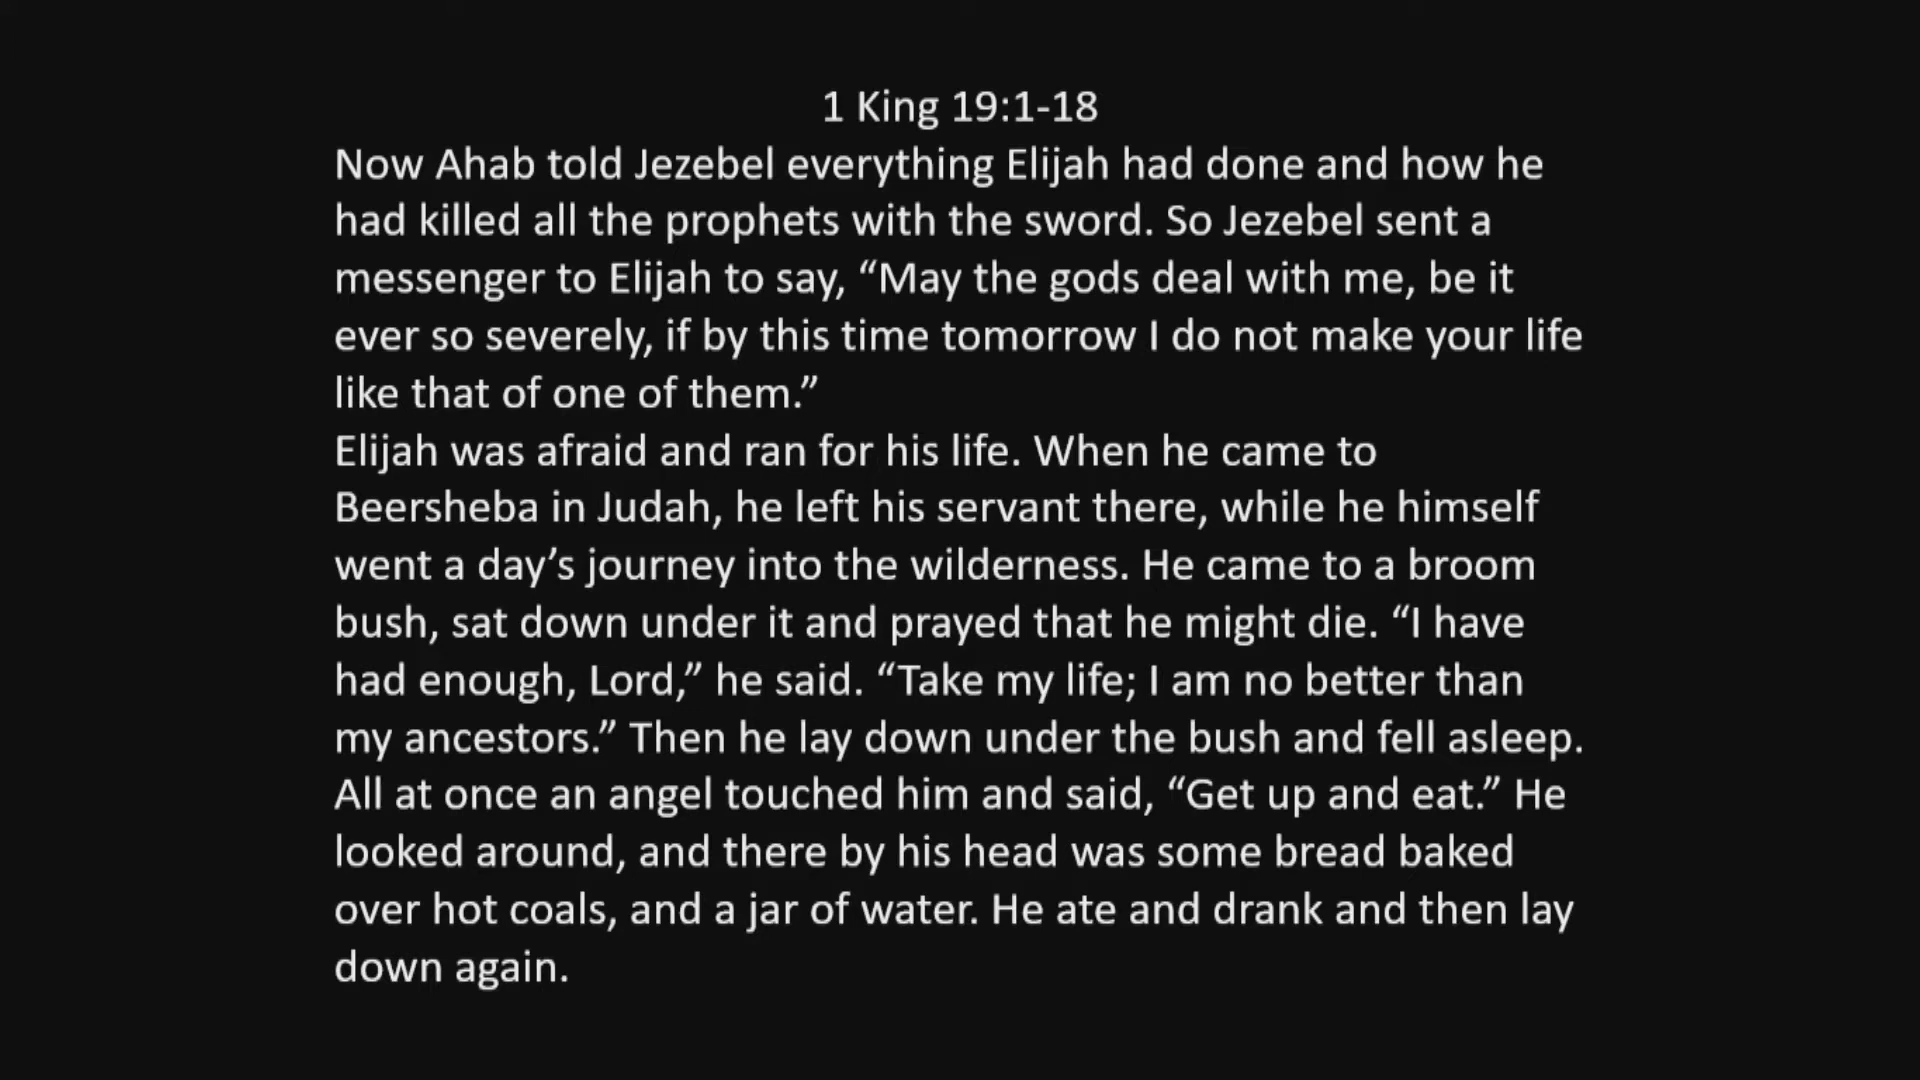 1 King 19:1-18
Now Ahab told Jezebel everything Elijah had done and how he
had killed all the prophets with the sword. So Jezebel sent a
messenger to Elijah to say, “May the gods deal with me, be it
ever so severely, if by this time tomorrow I do not make your life
like that of one of them.”
Elijah was afraid and ran for his life. When he came to
Beersheba in Judah, he left his servant there, while he himself
went a day’s journey into the wilderness. He came to a broom
bush, sat down under it and prayed that he might die. “I have
had enough, Lord,” he said. “Take my life; I am no better than
my ancestors.” Then he lay down under the bush and fell asleep.
All at once an angel touched him and said, “Get up and eat.” He
looked around, and there by his head was some bread baked
over hot coals, and a jar of water. He ate and drank and then lay
down again.